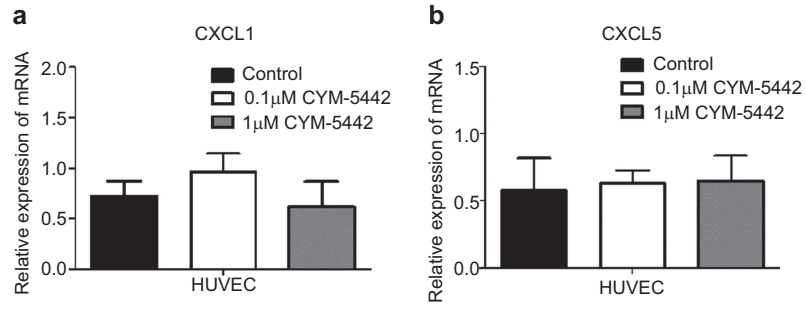 a
CXCL1
Relative expression of mRNA
2.0
1.5
1.0
0.5
0.0
Control
0.1μM CYM-5442
1μM CYM-5442
HUVEC
b
CXCL5
Relative expression of mRNA
1.5
1.0
0.5
0.0
Control
0.1μM CYM-5442
1μM CYM-5442
HUVEC